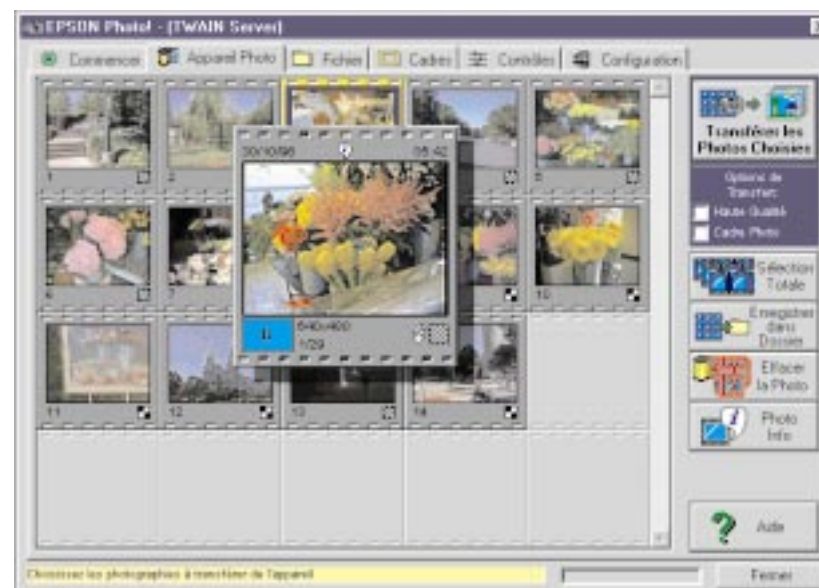 EPSON Photo! - (TWAIN Server)
Commencer Appareil Photo Fichier Cadres Contrôles Configuration
1
2
5
6
7
10
11
12
13
14
30/10/96
05:42
640x480
1/29
Transférer les
Photos Choisies
Options de
Transfert:
Haute Qualité
Cadre Photo
Sélection
Totale
Enregistrer
dans
Dossier
Effacer
la Photo
Photo
Info
Aide
Choisissez les photographies à transférer de l'appareil
Fermer